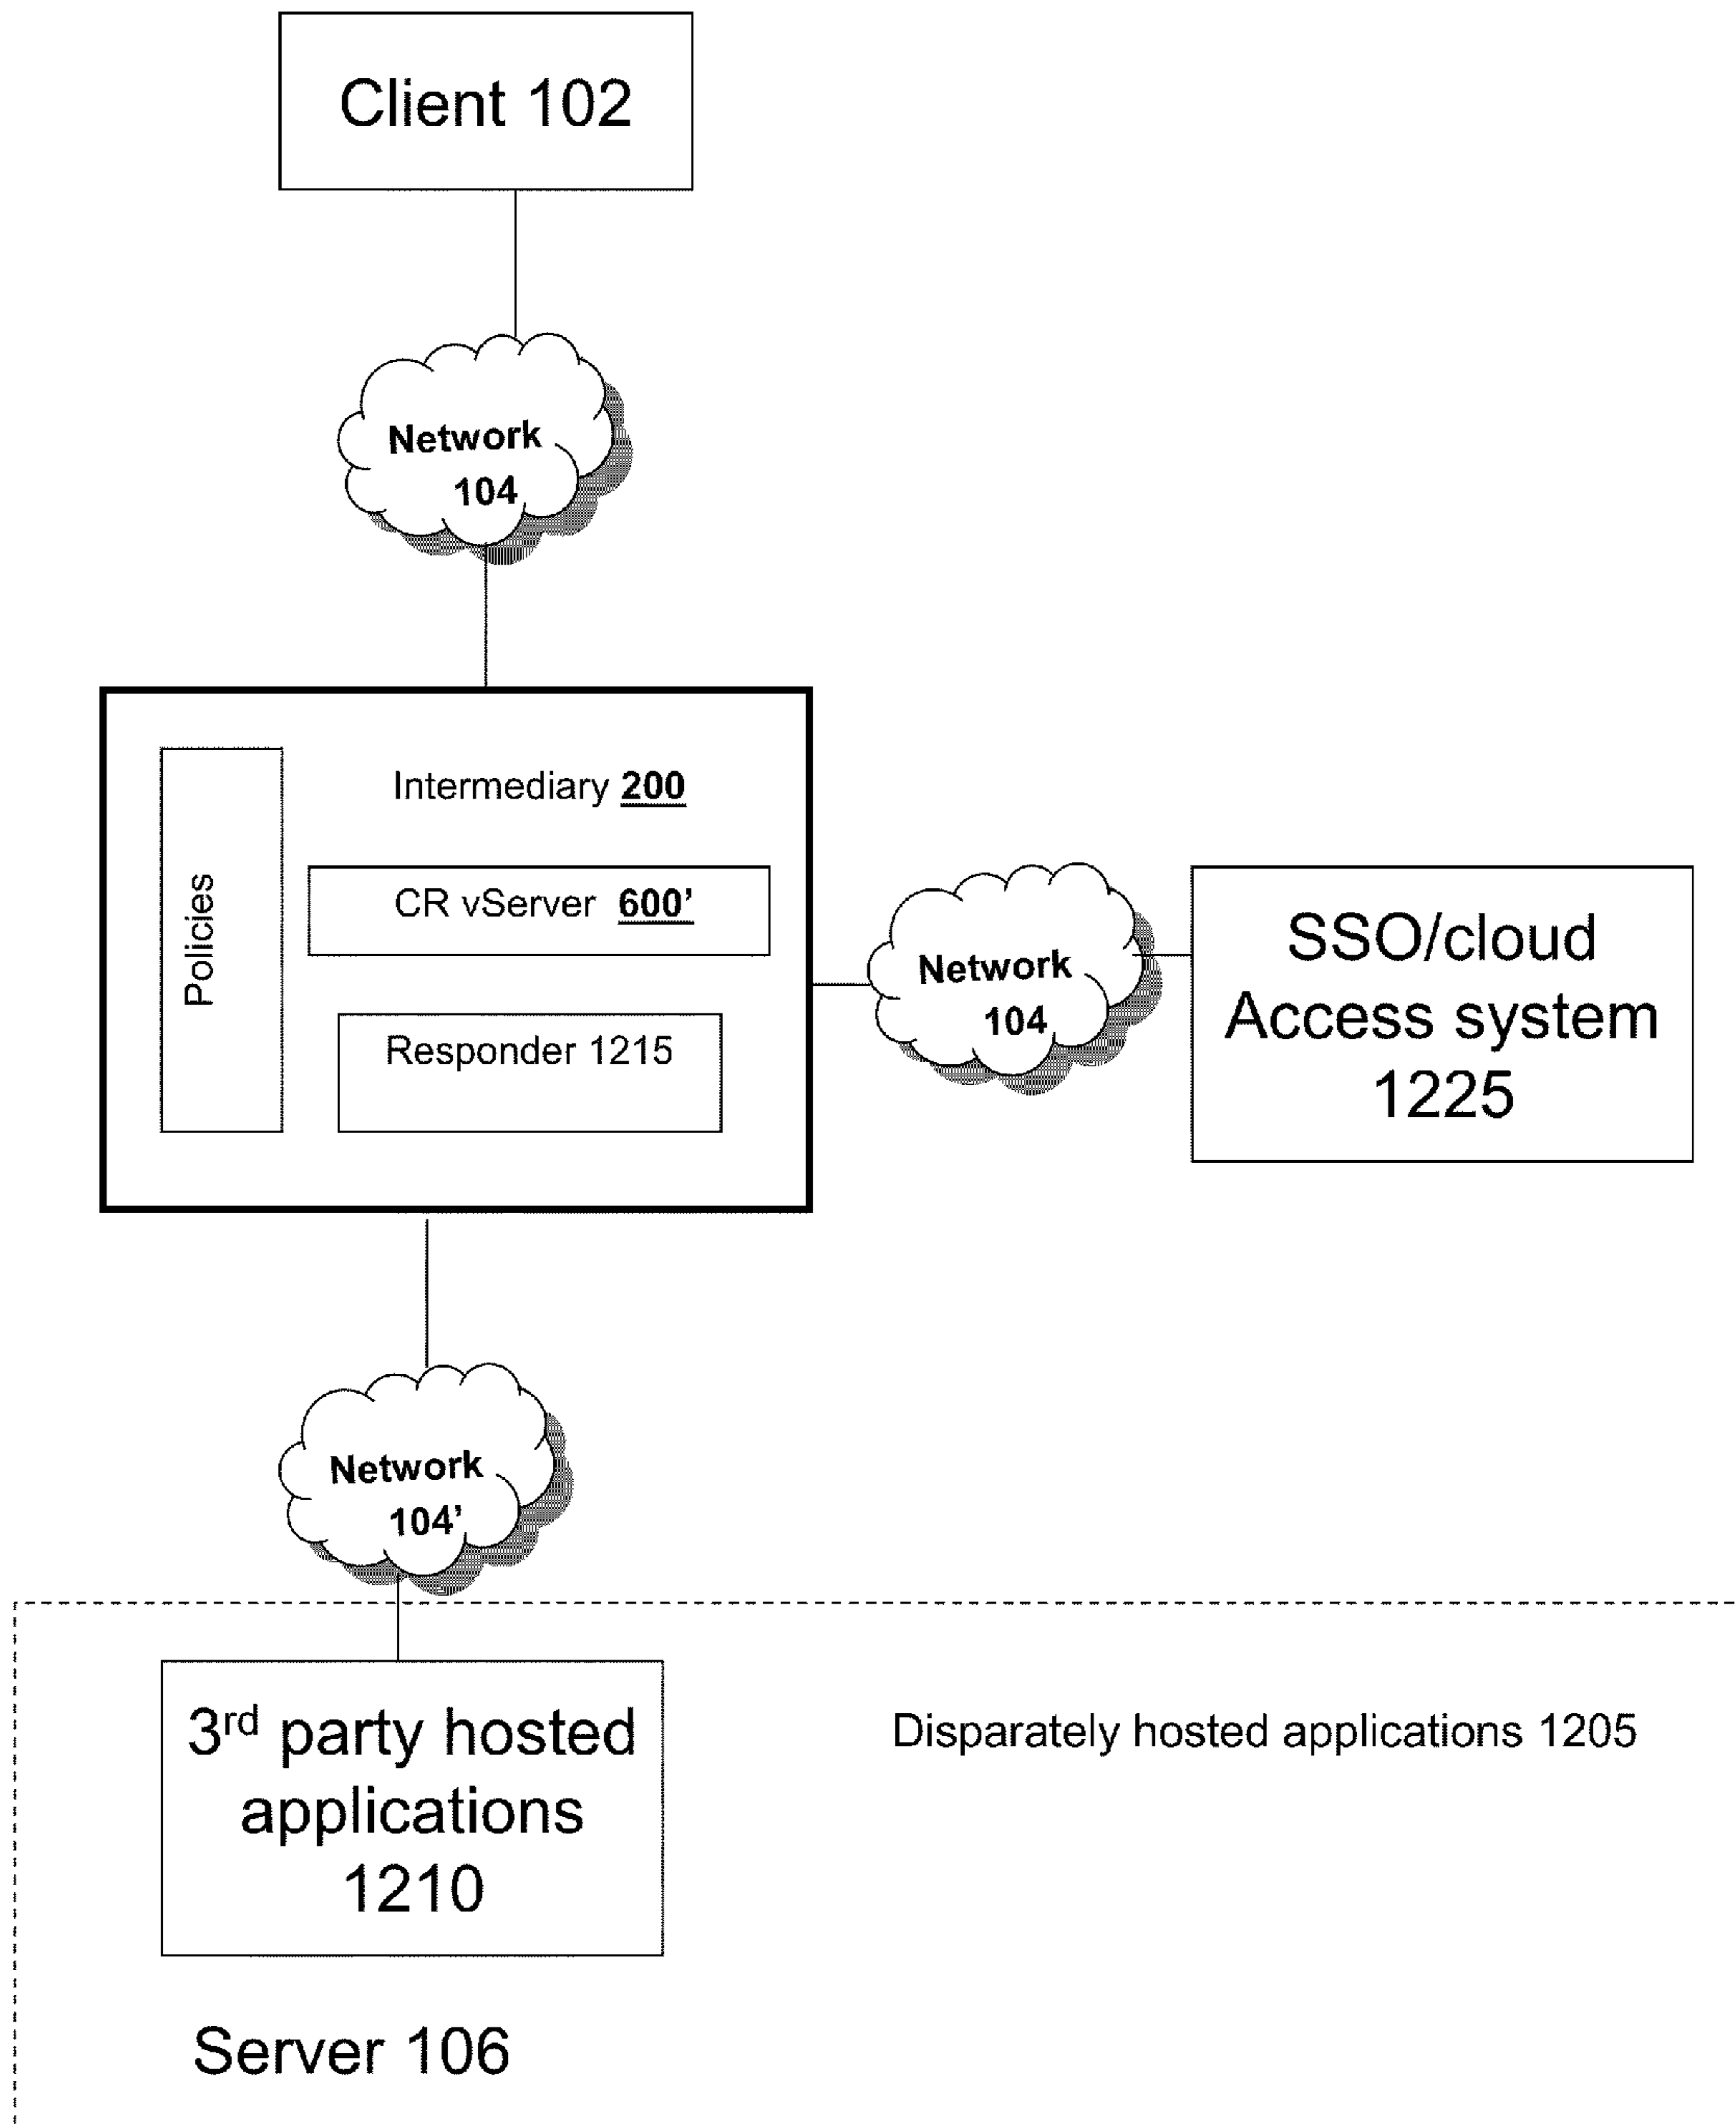 Client 102
Network
104
Intermediary 200
Policies
CR vServer 600’
Responder 1215
Network
104
SSO/cloud
Access system
1225
Network
104’
3rd party hosted
applications
1210
Disparately hosted applications 1205
Server 106